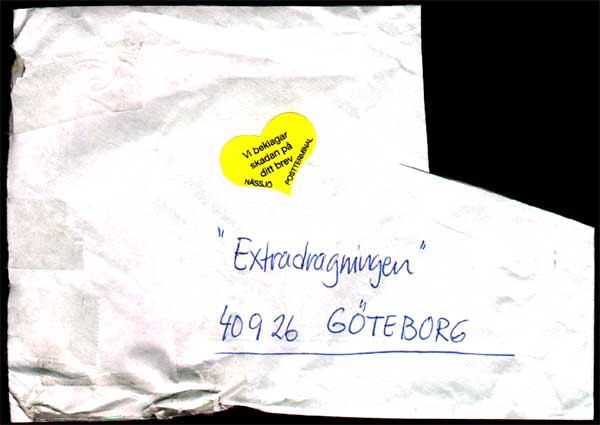 Vi beklagar
skadan på
ditt brev
NÄSSJÖ POSTTERMINAL
"Extradragningen"
40926 GÖTEBORG